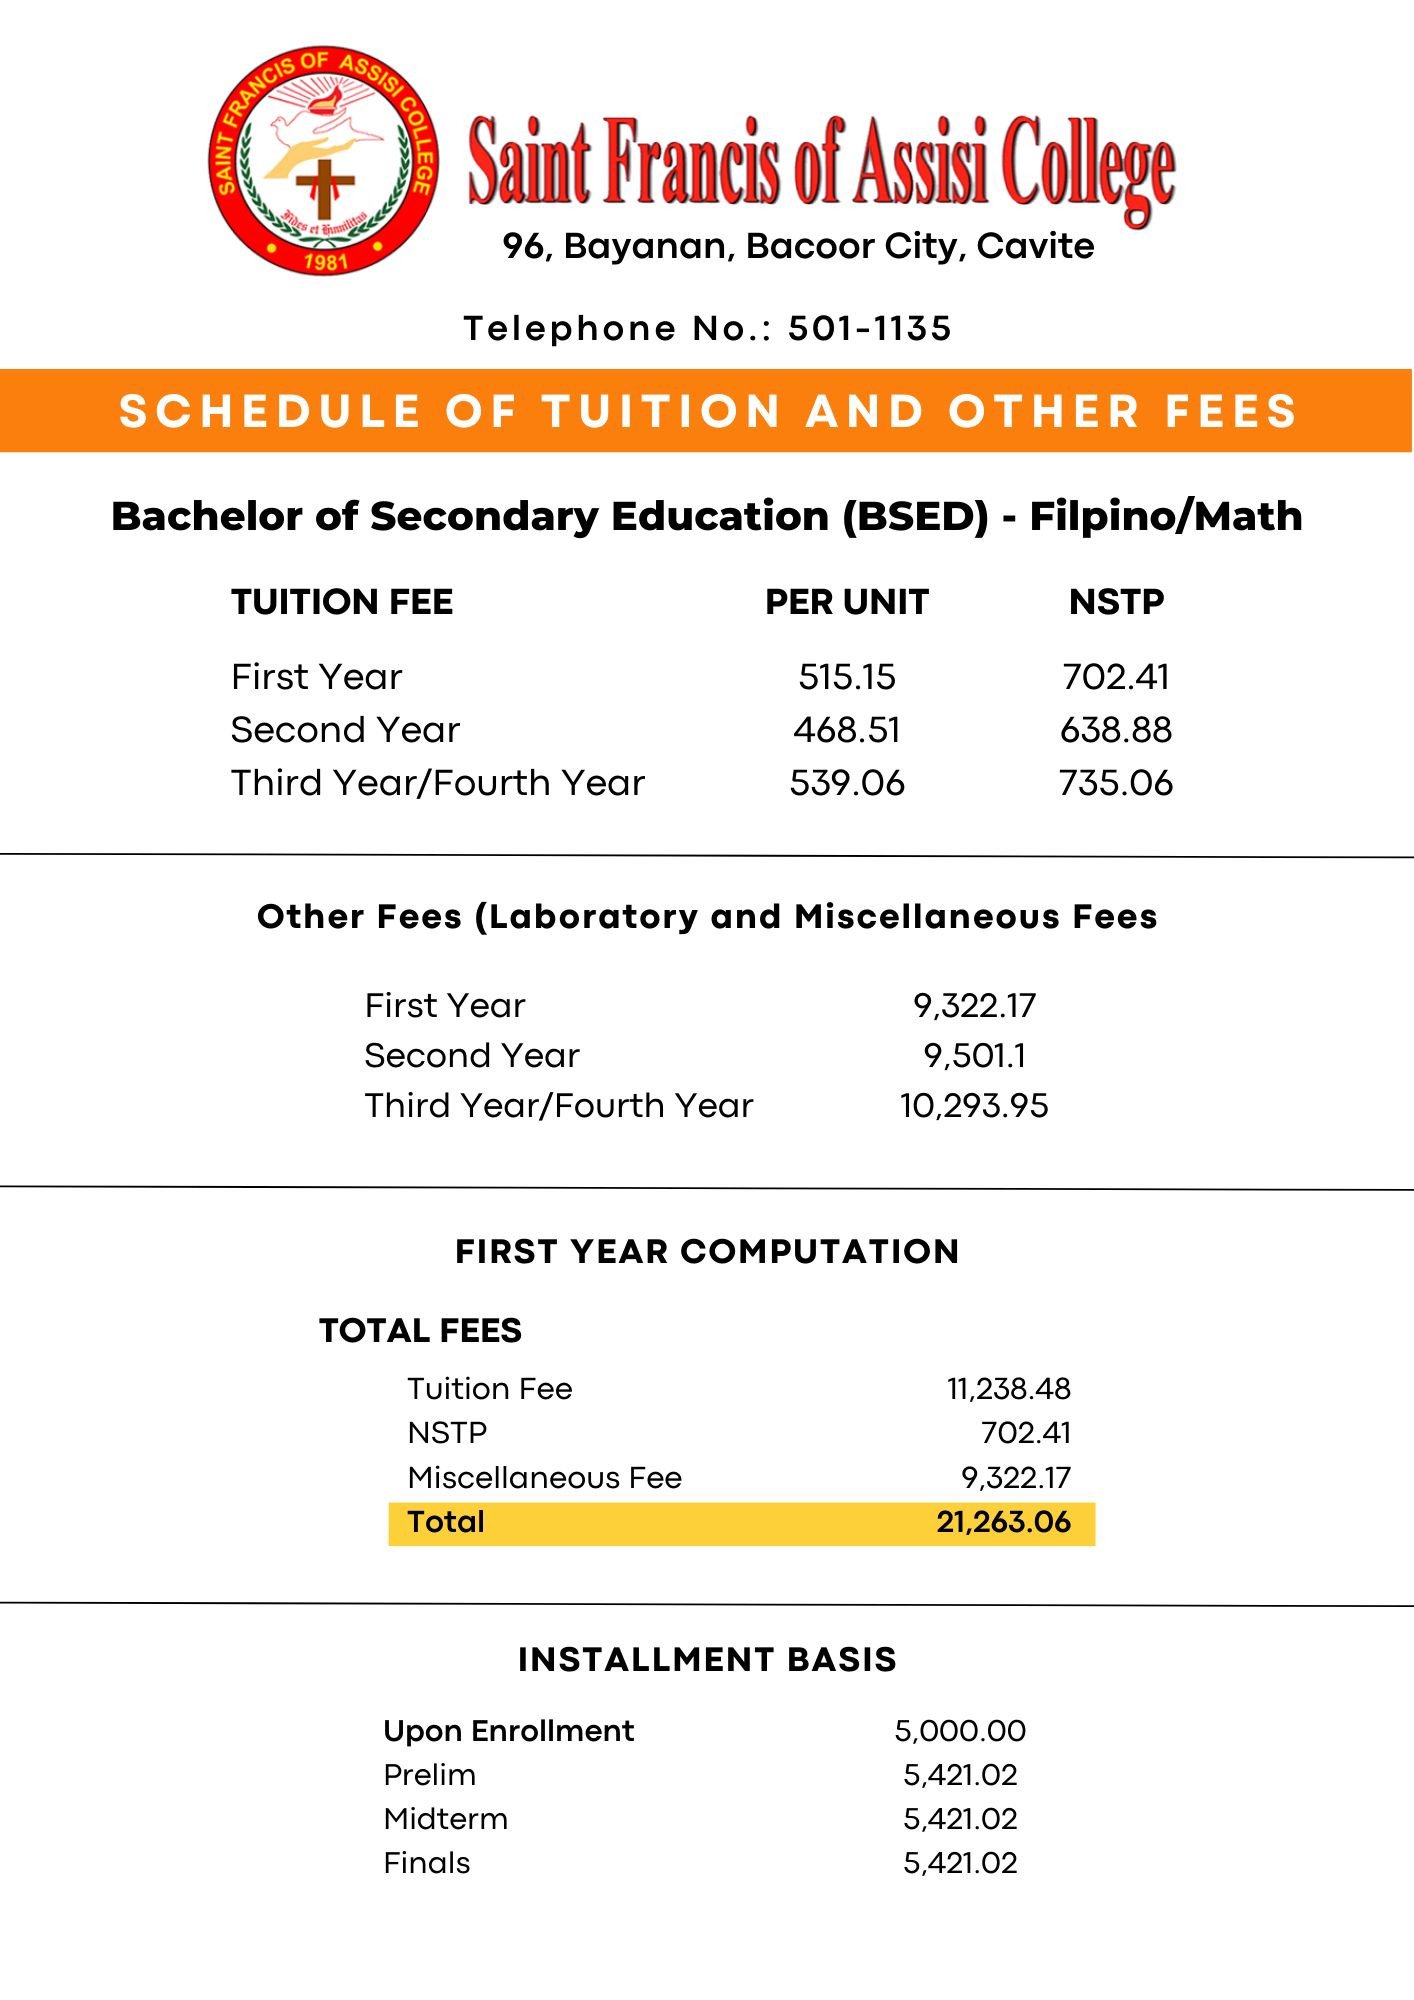 SAINT FRANCIS OF ASSISI COLLEGE
Fides et Humilitas
1981
Saint Francis of Assisi College
96, Bayanan, Bacoor City, Cavite
Telephone No.: 501-1135
SCHEDULE OF TUITION AND OTHER FEES
Bachelor of Secondary Education (BSED) - Filpino/Math
TUITION FEE PER UNIT NSTP
First Year 515.15 702.41
Second Year 468.51 638.88
Third Year/Fourth Year 539.06 735.06
Other Fees (Laboratory and Miscellaneous Fees
First Year 9,322.17
Second Year 9,501.1
Third Year/Fourth Year 10,293.95
FIRST YEAR COMPUTATION
TOTAL FEES
Tuition Fee 11,238.48
NSTP 702.41
Miscellaneous Fee 9,322.17
Total 21,263.06
INSTALLMENT BASIS
Upon Enrollment 5,000.00
Prelim 5,421.02
Midterm 5,421.02
Finals 5,421.02